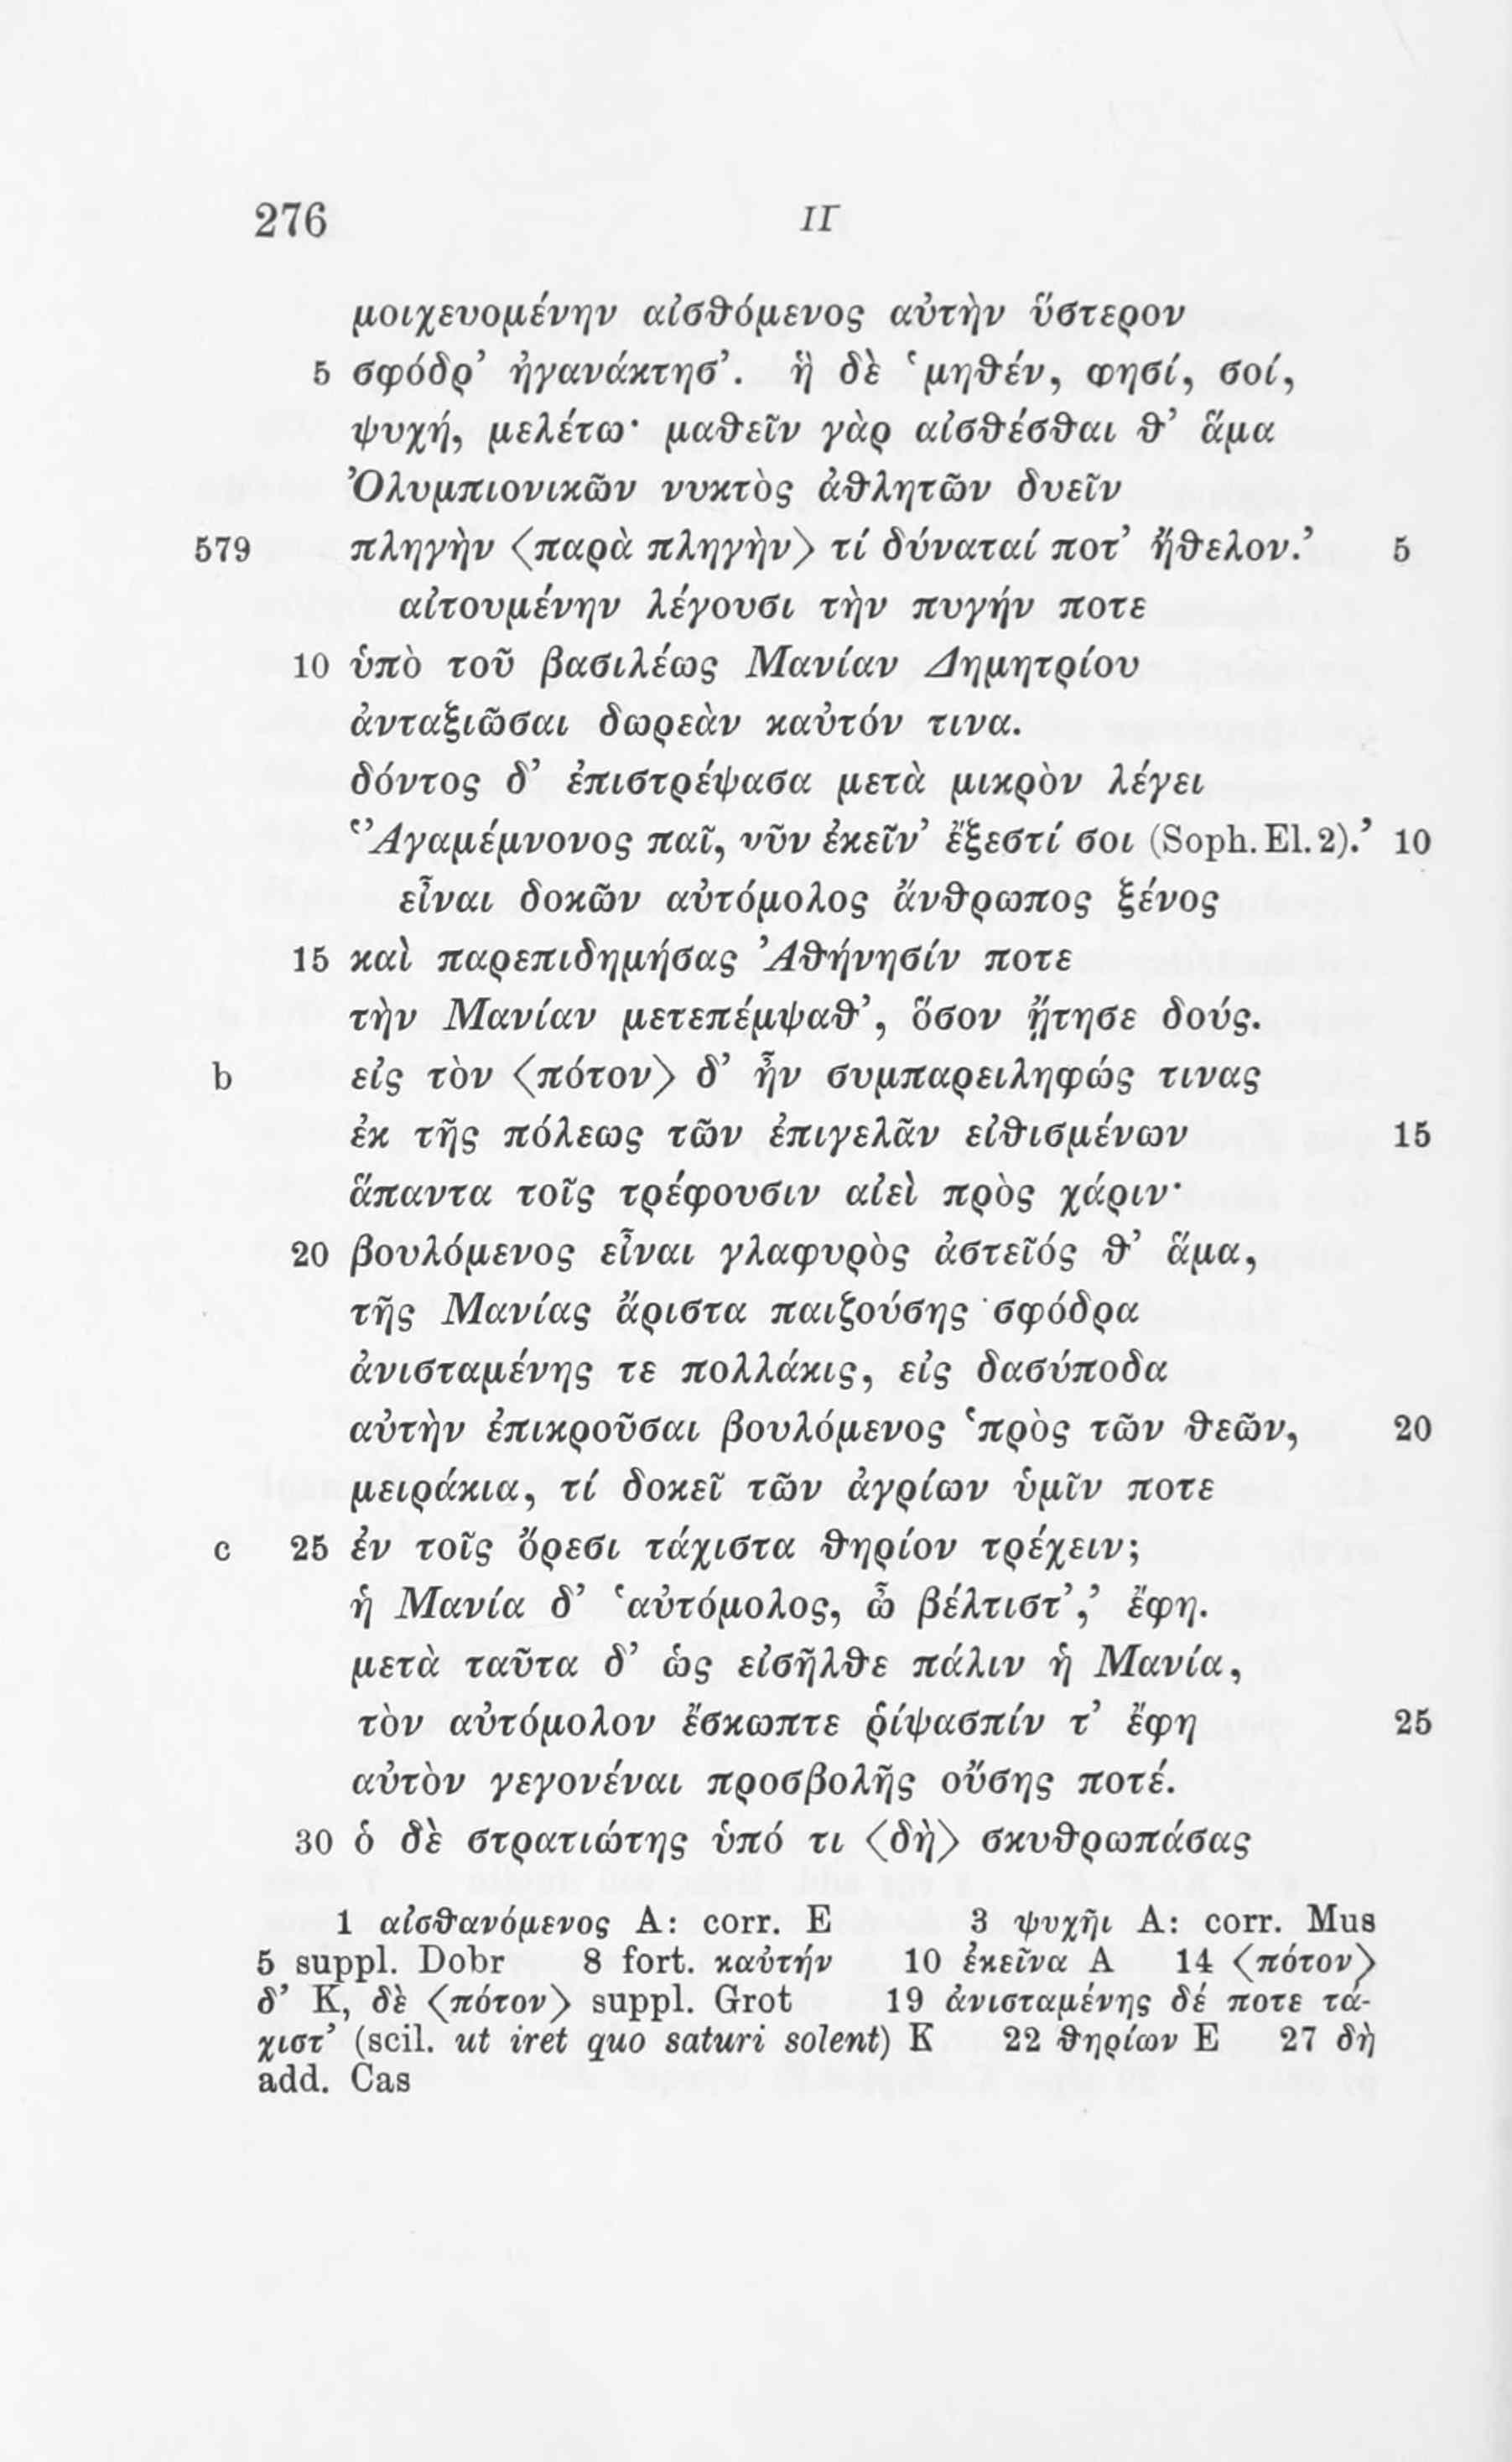 276 ΙΓ
μοιχευομένην αἰσθόμενος αὐτὴν ὕστερον
5 σφόδρ’ ἠγανάκτησ’. ἣ δὲ ‘μηθέν, φησί, σοί,
ψυχή, μελέτω· μαθεῖν γὰρ αἰσθέσθαι θ’ ἅμα
Ὀλυμπιονικῶν νυκτὸς ἀθλητῶν δυεῖν
579 πληγὴν 〈παρὰ πληγὴν〉 τί δύναταί ποτ’ ἤθελον.’ 5
αἰτουμένην λέγουσι τὴν πυγήν ποτε
10 ὑπὸ τοῦ βασιλέως Μανίαν Δημητρίου
ἀνταξιῶσαι δωρεὰν καὐτόν τινα.
δόντος δ’ ἐπιστρέψασα μετὰ μικρὸν λέγει
‘Ἀγαμέμνονος παῖ, νῦν ἐκεῖν’ ἔξεστί σοι (Soph. El. 2).’ 10
εἶναι δοκῶν αὐτόμολος ἄνθρωπος ξένος
15 καὶ παρεπιδημήσας Ἀθήνησίν ποτε
τὴν Μανίαν μετεπέμψαθ’, ὅσον ᾔτησε δούς.
b εἰς τὸν 〈πότον〉 δ’ ἦν συμπαρειληφώς τινας
ἐκ τῆς πόλεως τῶν ἐπιγελᾶν εἰθισμένων 15
ἅπαντα τοῖς τρέφουσιν αἰεὶ πρὸς χάριν·
20 βουλόμενος εἶναι γλαφυρὸς ἀστεῖός θ’ ἅμα,
τῆς Μανίας ἄριστα παιζούσης σφόδρα
ἀνισταμένης τε πολλάκις, εἰς δασύποδα
αὐτὴν ἐπικροῦσαι βουλόμενος ‘πρὸς τῶν θεῶν, 20
μειράκια, τί δοκεῖ τῶν ἀγρίων ὑμῖν ποτε
c 25 ἐν τοῖς ὄρεσι τάχιστα θηρίον τρέχειν;
ἡ Μανία δ’ ‘αὐτόμολος, ὦ βέλτιστ’,’ ἔφη.
μετὰ ταῦτα δ’ ὡς εἰσῆλθε πάλιν ἡ Μανία,
τὸν αὐτόμολον ἔσκωπτε ῥίψασπίν τ’ ἔφη 25
αὐτὸν γεγονέναι προσβολῆς οὔσης ποτέ.
30 ὁ δὲ στρατιώτης ὑπό τι 〈δὴ〉 σκυθρωπάσας
1 αἰσθανόμενος A: corr. E 3 ψυχῆι A: corr. Mus
5 suppl. Dobr 8 fort. καὐτήν 10 ἐκεῖνα A 14 〈πότον〉
δ’ K, δὲ 〈πότον〉 suppl. Grot 19 ἀνισταμένης δέ ποτε τά-
χιστ’ (scil. ut iret quo saturi solent) K 22 θηρίων E 27 δὴ
add. Cas